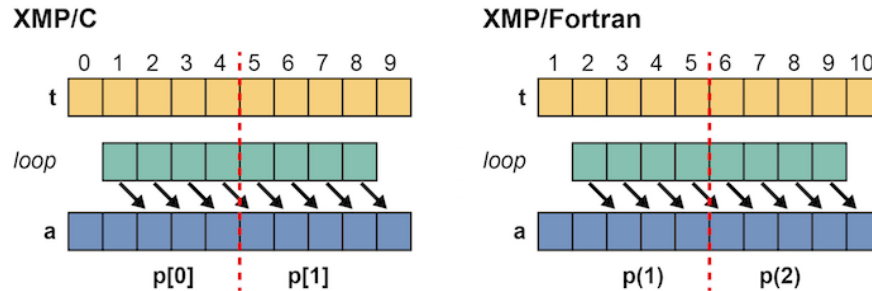 XMP/C
0 1 2 3 4 5 6 7 8 9
t
loop
a
p[0] p[1]
XMP/Fortran
1 2 3 4 5 6 7 8 9 10
t
loop
a
p(1) p(2)